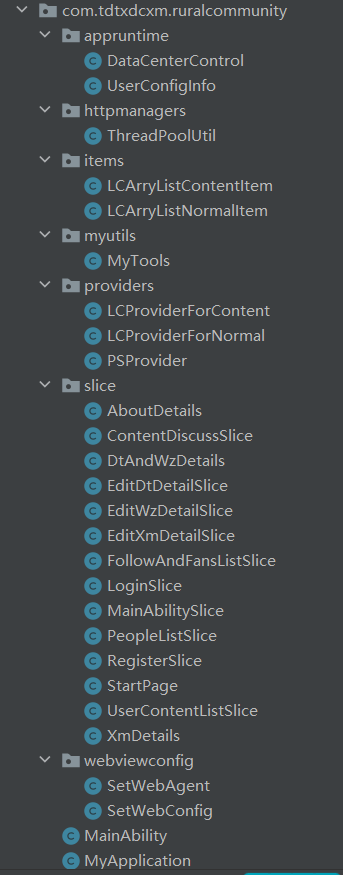 com.tdtxdcxm.ruralcommunity
appruntime
DataCenterControl
UserConfigInfo
httpmanagers
ThreadPoolUtil
items
LCArryListContentItem
LCArryListNormalItem
myutils
MyTools
providers
LCProviderForContent
LCProviderForNormal
PSProvider
slice
AboutDetails
ContentDiscussSlice
DtAndWzDetails
EditDtDetailSlice
EditWzDetailSlice
EditXmDetailSlice
FollowAndFansListSlice
LoginSlice
MainAbilitySlice
PeopleListSlice
RegisterSlice
StartPage
UserContentListSlice
XmDetails
webviewconfig
SetWebAgent
SetWebConfig
MainAbility
MyApplication